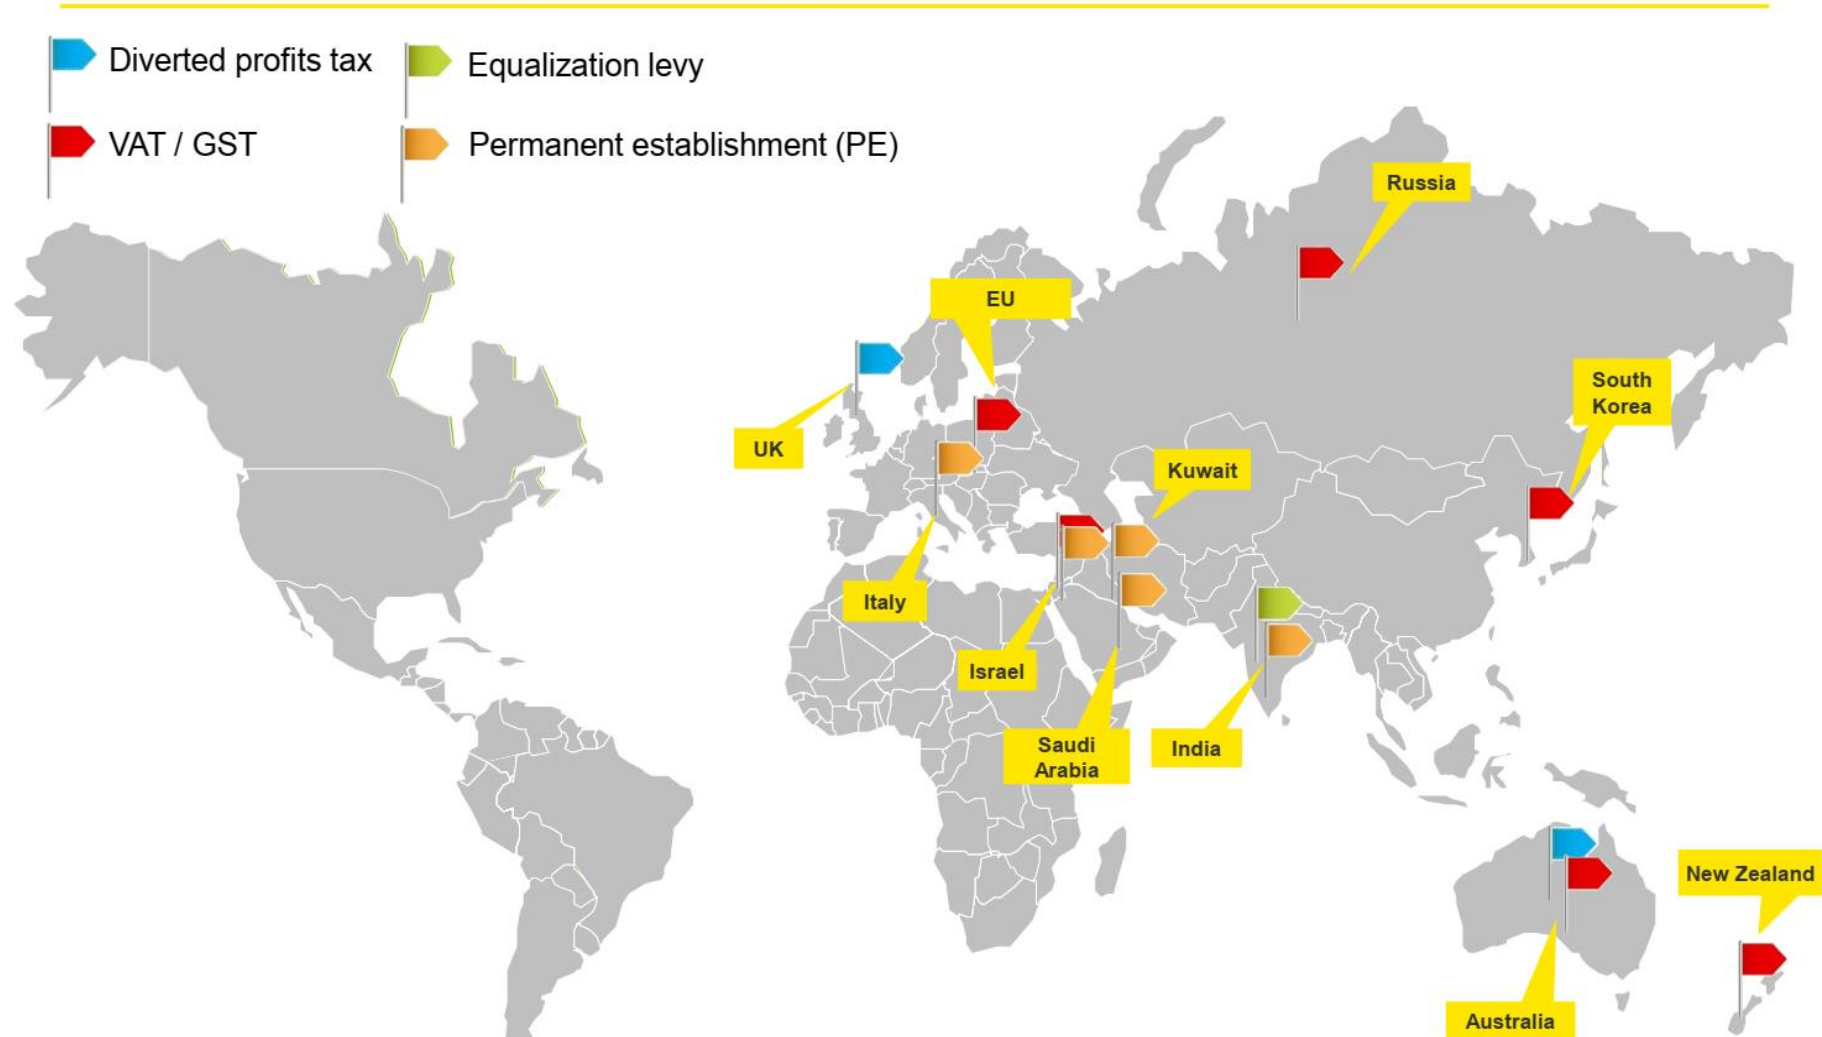 Diverted profits tax
Equalization levy
VAT / GST
Permanent establishment (PE)
Russia
EU
South
Korea
UK
Kuwait
Italy
Israel
Saudi
Arabia
India
New Zealand
Australia